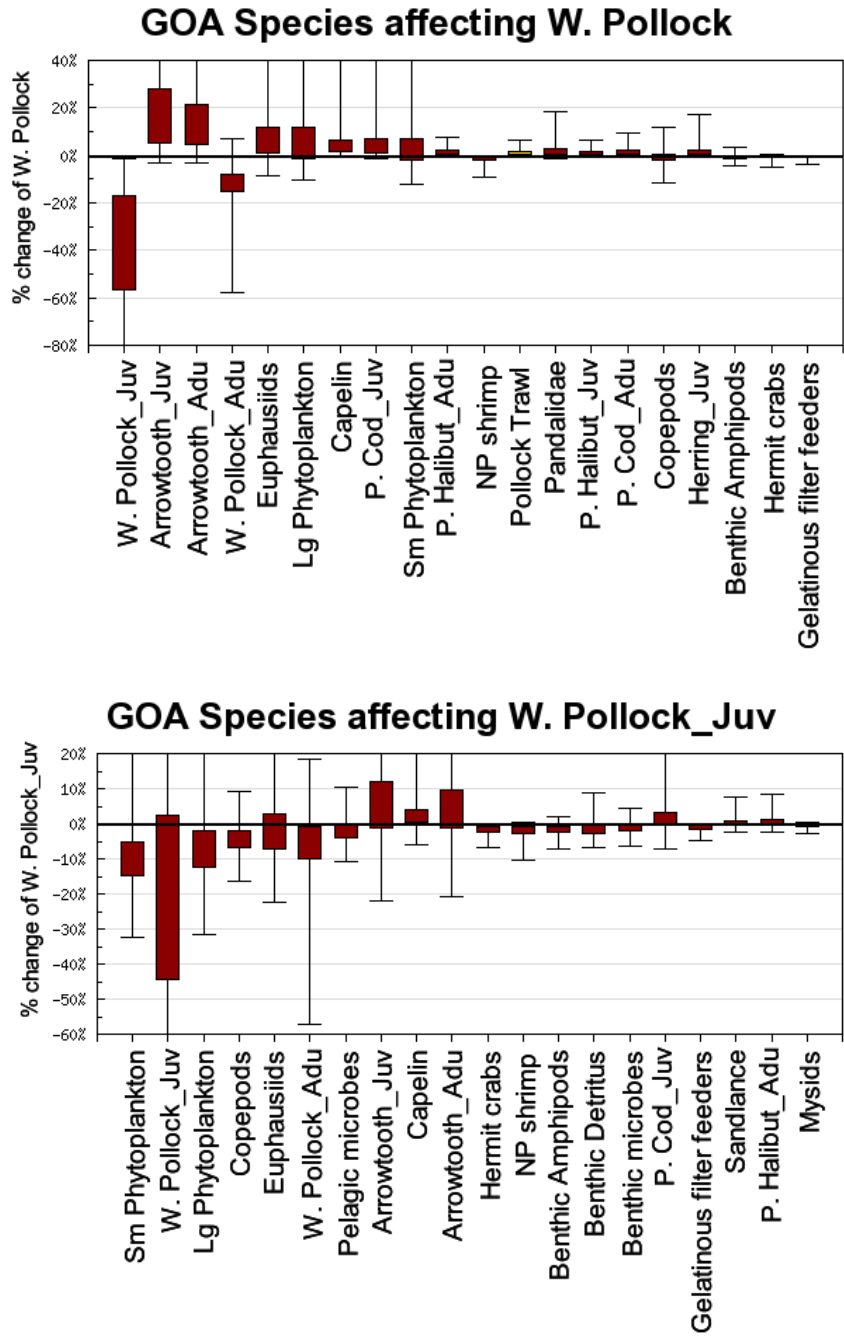 GOA Species affecting W. Pollock
% change of W. Pollock
40%
20%
0%
-20%
-40%
-60%
-80%
W. Pollock_Juv
Arrowtooth_Juv
Arrowtooth_Adu
W. Pollock_Adu
Euphausiids
Lg Phytoplankton
Capelin
P. Cod_Juv
Sm Phytoplankton
P. Halibut_Adu
NP shrimp
Pollock Trawl
Pandalidae
P. Halibut_Juv
P. Cod_Adu
Copepods
Herring_Juv
Benthic Amphipods
Hermit crabs
Gelatinous filter feeders
GOA Species affecting W. Pollock_Juv
% change of W. Pollock_Juv
20%
10%
0%
-10%
-20%
-30%
-40%
-50%
-60%
Sm Phytoplankton
W. Pollock_Juv
Lg Phytoplankton
Copepods
Euphausiids
W. Pollock_Adu
Pelagic microbes
Arrowtooth_Juv
Capelin
Arrowtooth_Adu
Hermit crabs
NP shrimp
Benthic Amphipods
Benthic Detritus
Benthic microbes
P. Cod_Juv
Gelatinous filter feeders
Sandlance
P. Halibut_Adu
Mysids